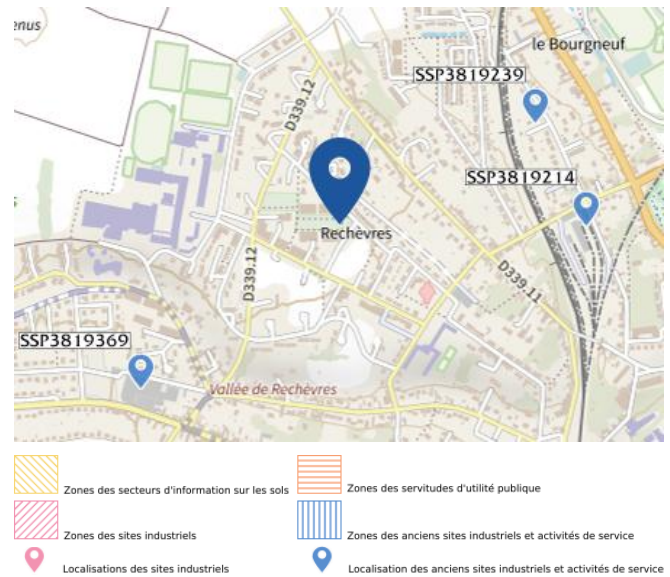 enus
le Bourgneuf
SSP3819239
D339.12
SSP3819214
Rechèvres
D339.12
D339.11
SSP3819369
Vallée de Rechèvres
Zones des secteurs d'information sur les sols
Zones des servitudes d'utilité publique
Zones des sites industriels
Zones des anciens sites industriels et activités de service
Localisations des sites industriels
Localisation des anciens sites industriels et activités de service